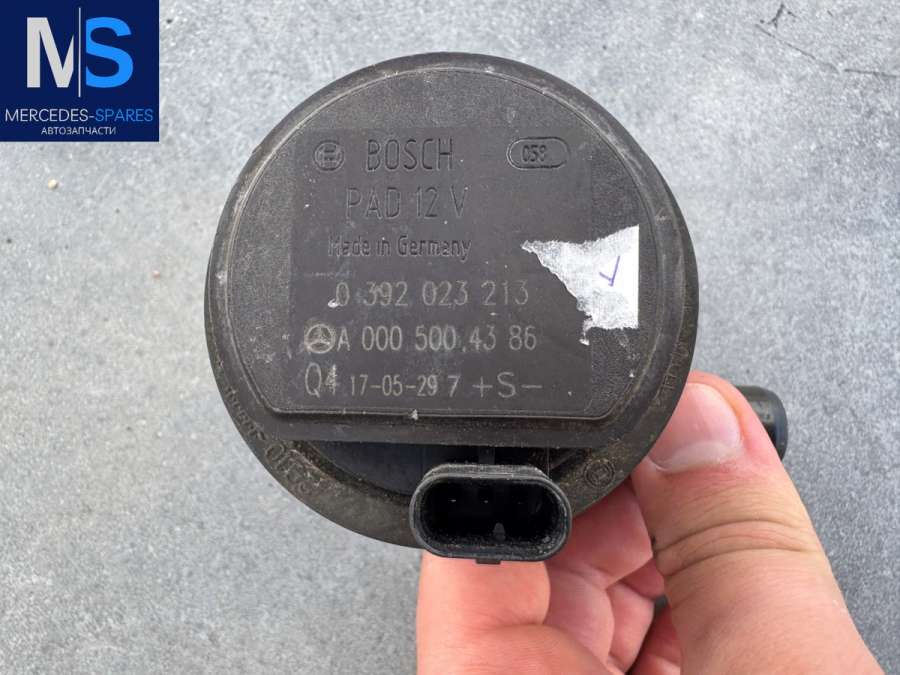 MS
MERCEDES-SPARES
АВТОЗАПЧАСТИ
BOSCH 058
PAD 12 V
Made in Germany
0 392 023 213
A 000 500 43 86
Q4 17-05-29 7 +S-